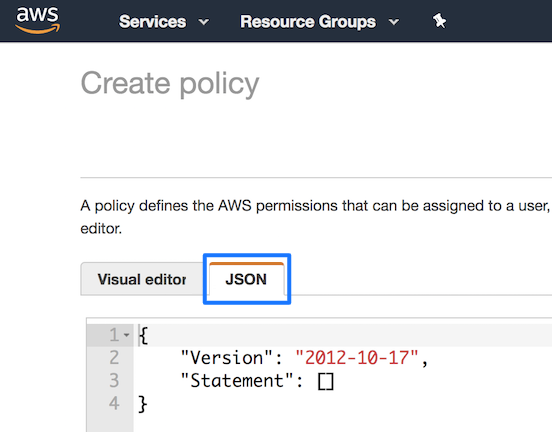 aws Services Resource Groups
Create policy
A policy defines the AWS permissions that can be assigned to a user,
editor.
Visual editor JSON
1 {
2 "Version": "2012-10-17",
3 "Statement": []
4 }